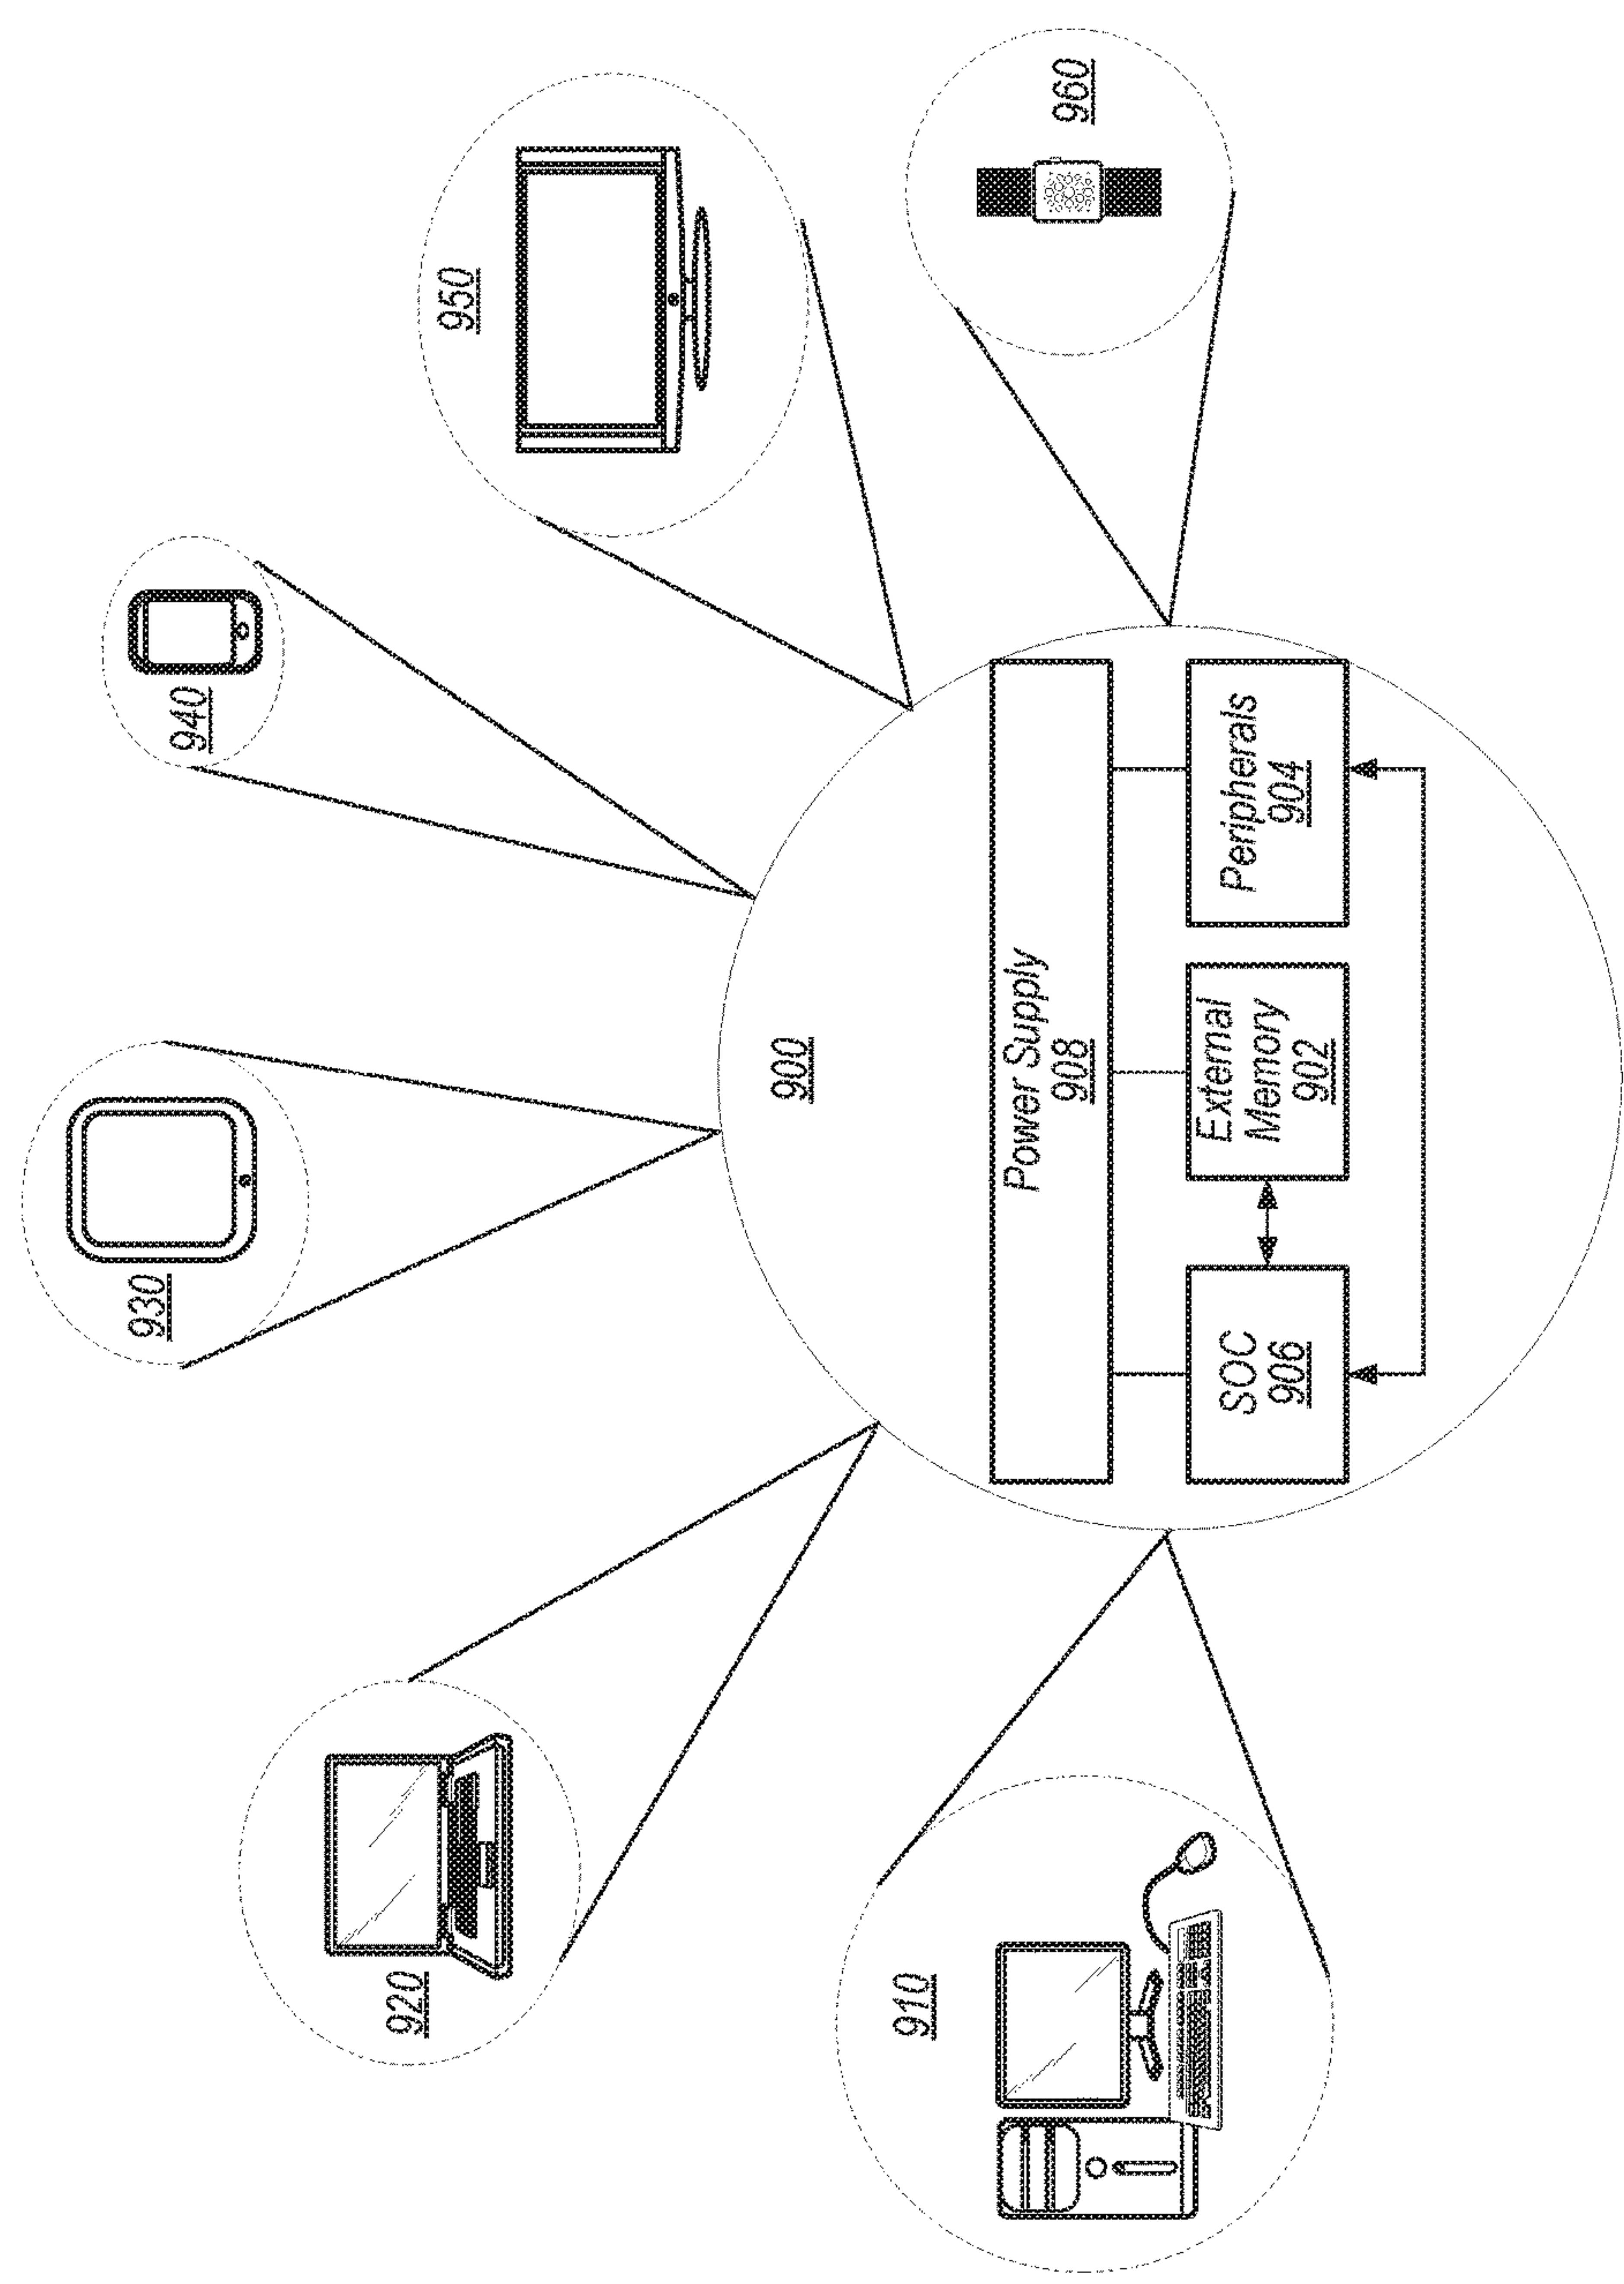 910
920
930
940
950
960
900
Power Supply
908
SOC
906
External
Memory
902
Peripherals
904